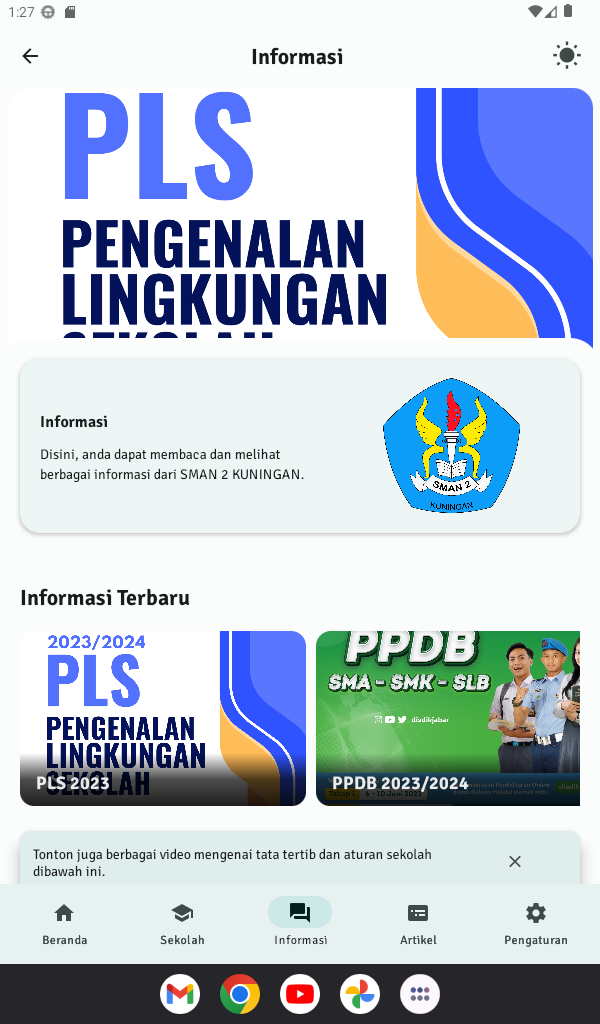 1:27
Informasi
PLS
PENGENALAN
LINGKUNGAN
SEKOLAH
Informasi
Disini, anda dapat membaca dan melihat
berbagai informasi dari SMAN 2 KUNINGAN.
SMAN 2
KUNINGAN
Informasi Terbaru
2023/2024
PLS
PENGENALAN
LINGKUNGAN
SEKOLAH
PLS 2023
PPDB
SMA - SMK - SLB
disdikjabar
PPDB 2023/2024
Tonton juga berbagai video mengenai tata tertib dan aturan sekolah
dibawah ini.
Beranda
Sekolah
Informasi
Artikel
Pengaturan